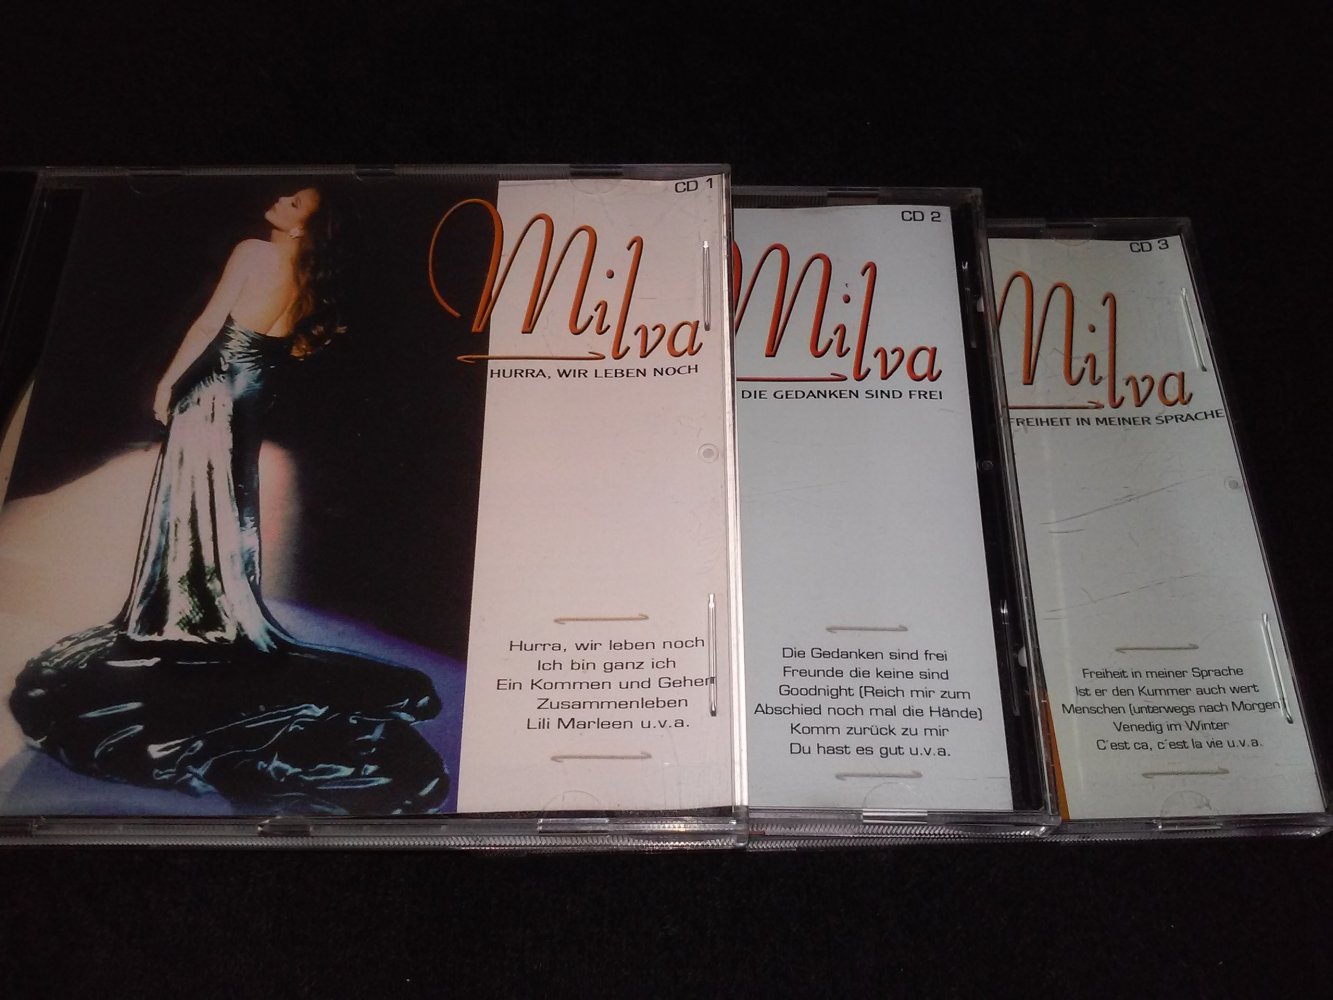 CD 1
Milva
HURRA, WIR LEBEN NOCH
Hurra, wir leben noch
Ich bin ganz ich
Ein Kommen und Gehen
Zusammenleben
Lili Marleen u.v.a.
CD 2
Milva
DIE GEDANKEN SIND FREI
Die Gedanken sind frei
Freunde die keine sind
Goodnight (Reich mir zum
Abschied noch mal die Hände)
Komm zurück zu mir
Du hast es gut u.v.a.
CD 3
Milva
FREIHEIT IN MEINER SPRACHE
Freiheit in meiner Sprache
Ist er den Kummer auch wert
Menschen (unterwegs nach Morgen)
Venedig im Winter
C´est ca, c´est la vie u.v.a.